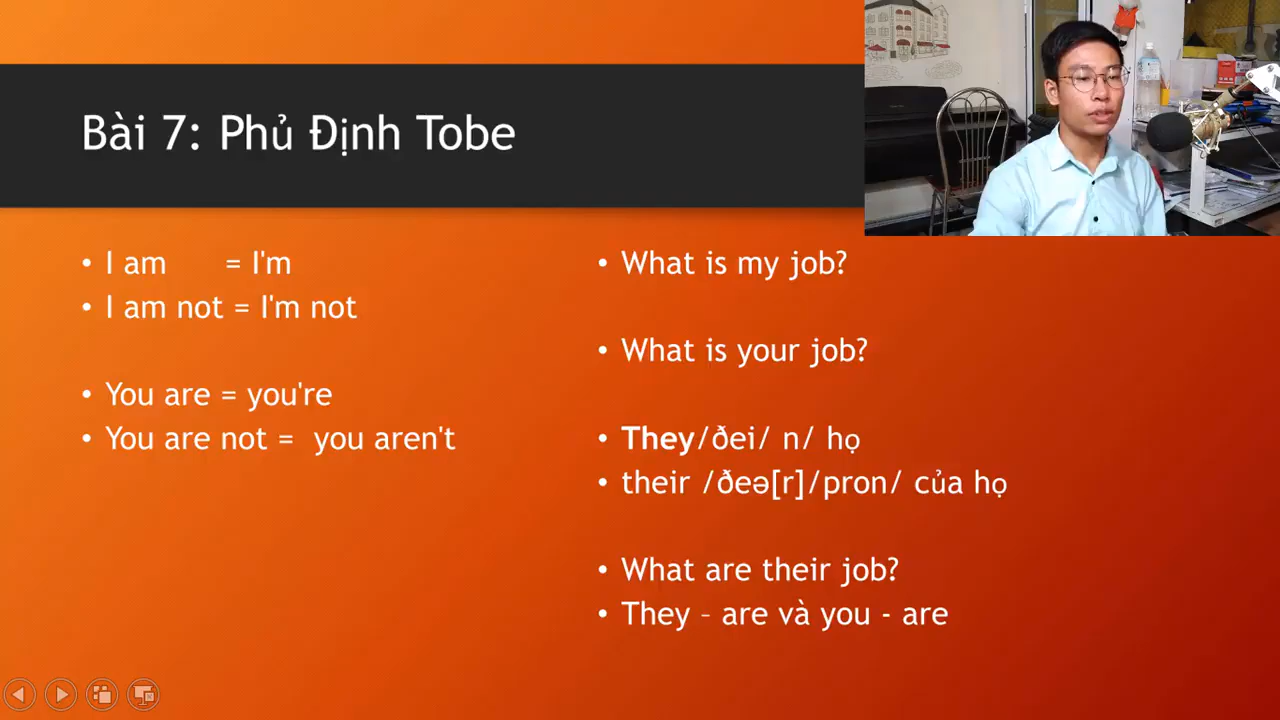 Bài 7: Phủ Định Tobe
I am = I'm
I am not = I'm not
You are = you're
You are not = you aren't
What is my job?
What is your job?
They/ðei/ n/ họ
their /ðeə[r]/pron/ của họ
What are their job?
They – are và you - are